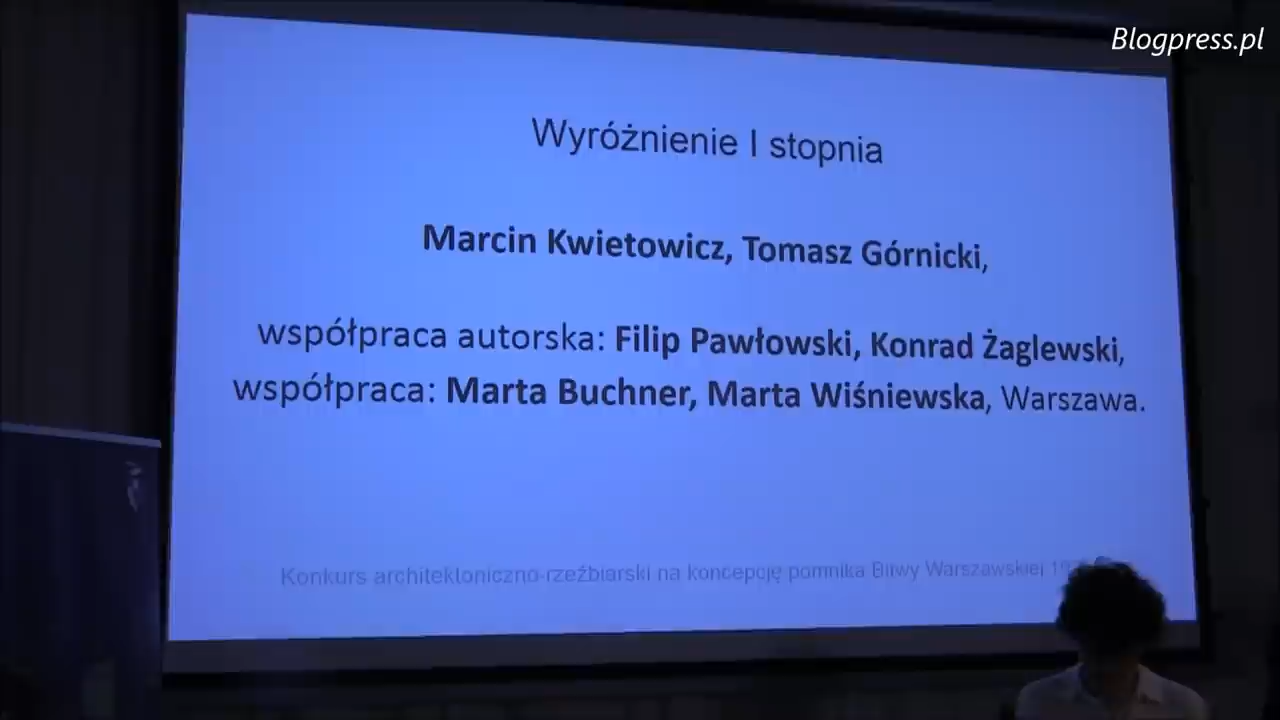 Blogpress.pl
Wyróżnienie I stopnia
Marcin Kwietowicz, Tomasz Górnicki,
współpraca autorska: Filip Pawłowski, Konrad Żaglewski,
współpraca: Marta Buchner, Marta Wiśniewska, Warszawa.
Konkurs architektoniczno-rzeźbiarski na koncepcję pomnika Bitwy Warszawskiej